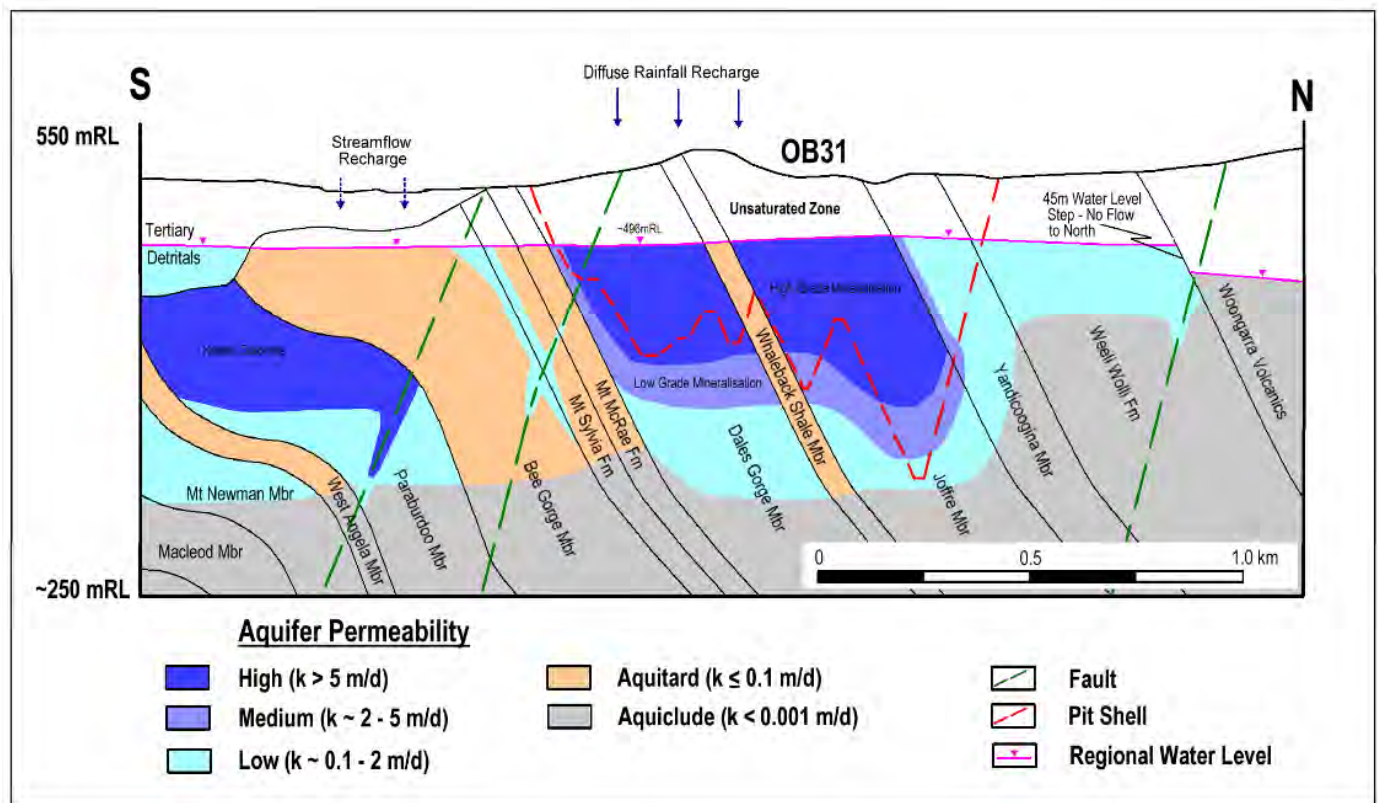 S
Diffuse Rainfall Recharge
N
550 mRL
Streamflow
Recharge
OB31
Unsaturated Zone
45m Water Level
Step - No Flow
to North
Tertiary
Detritals
~496mRL
High Grade Mineralisation
Low Grade Mineralisation
Whaleback Shale Mbr
Woongarra Volcanics
Weeli Wolli Fm
Yandicoogina Mbr
Mt McRae Fm
Mt Sylvia Fm
Dales Gorge Mbr
Joffre Mbr
Bee Gorge Mbr
Paraburdoo Mbr
West Angela Mbr
Mt Newman Mbr
Macleod Mbr
~250 mRL
0 0.5 1.0 km
Aquifer Permeability
High (k > 5 m/d)
Medium (k ~ 2 - 5 m/d)
Low (k ~ 0.1 - 2 m/d)
Aquitard (k ≤ 0.1 m/d)
Aquiclude (k < 0.001 m/d)
Fault
Pit Shell
Regional Water Level